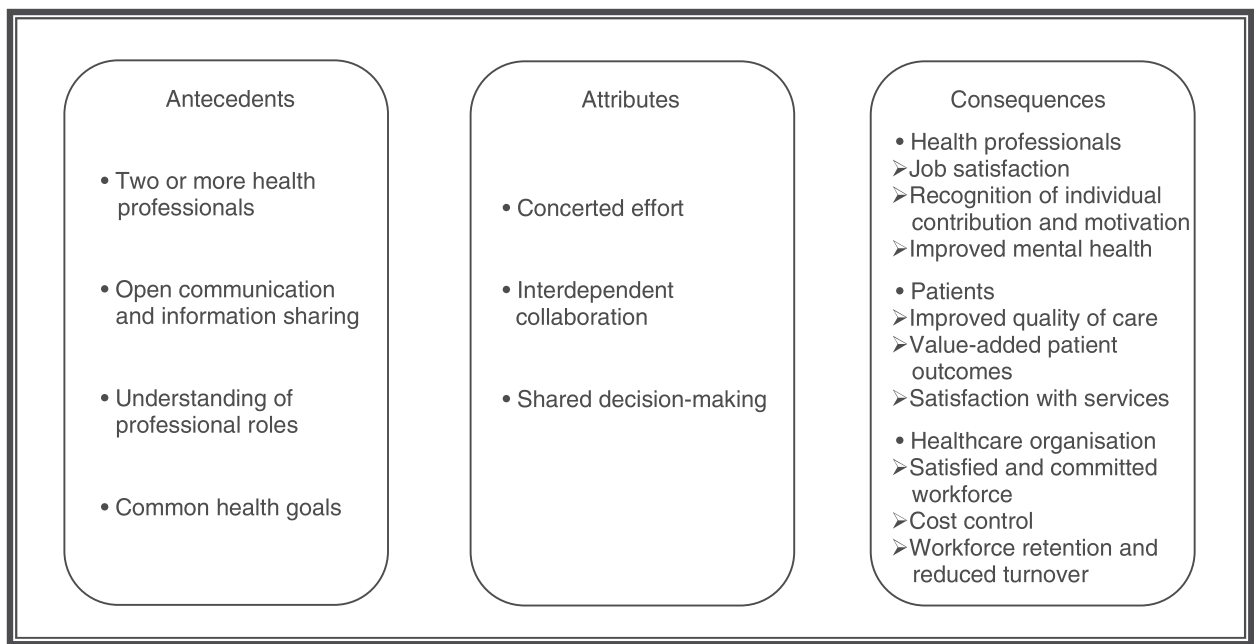 Antecedents
• Two or more health
professionals
• Open communication
and information sharing
• Understanding of
professional roles
• Common health goals
Attributes
• Concerted effort
• Interdependent
collaboration
• Shared decision-making
Consequences
• Health professionals
➢Job satisfaction
➢Recognition of individual
contribution and motivation
➢Improved mental health
• Patients
➢Improved quality of care
➢Value-added patient
outcomes
➢Satisfaction with services
• Healthcare organisation
➢Satisfied and committed
workforce
➢Cost control
➢Workforce retention and
reduced turnover